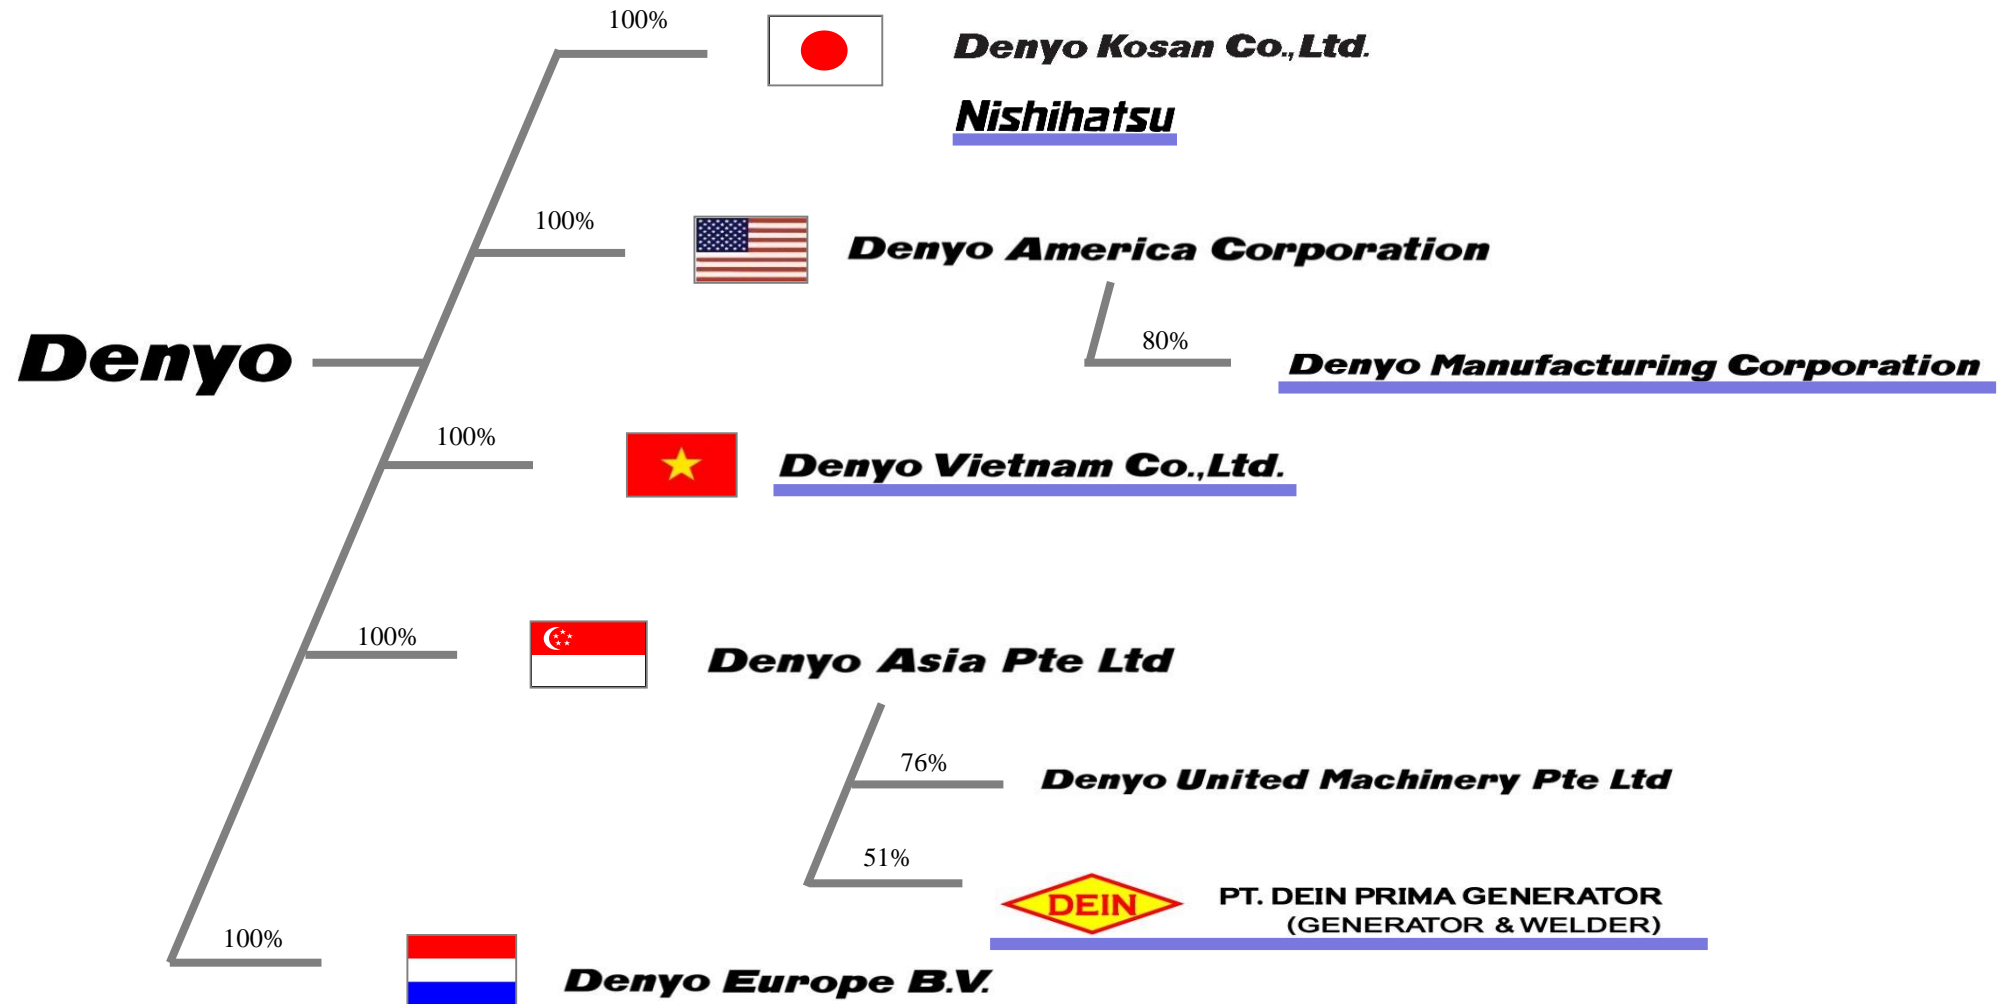 100%
Denyo Kosan Co.,Ltd.
Nishihatsu
100%
Denyo America Corporation
80%
Denyo
Denyo Manufacturing Corporation
100%
Denyo Vietnam Co.,Ltd.
100%
Denyo Asia Pte Ltd
76%
Denyo United Machinery Pte Ltd
51%
DEIN
PT. DEIN PRIMA GENERATOR
(GENERATOR & WELDER)
100%
Denyo Europe B.V.